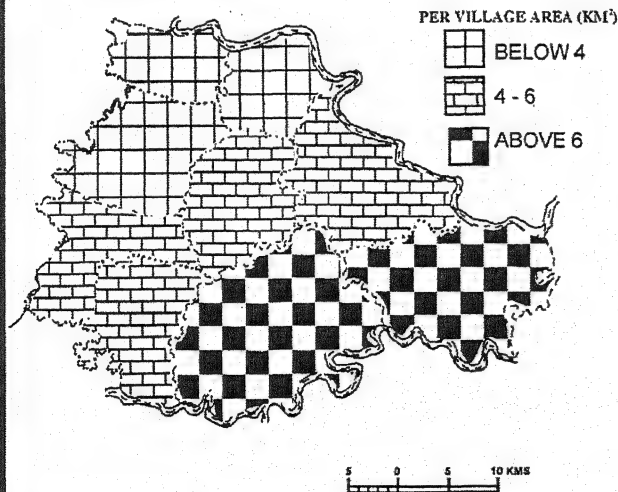 PER VILLAGE AREA (KM²)
BELOW 4
4 - 6
ABOVE 6
5 0 5 10 KMS